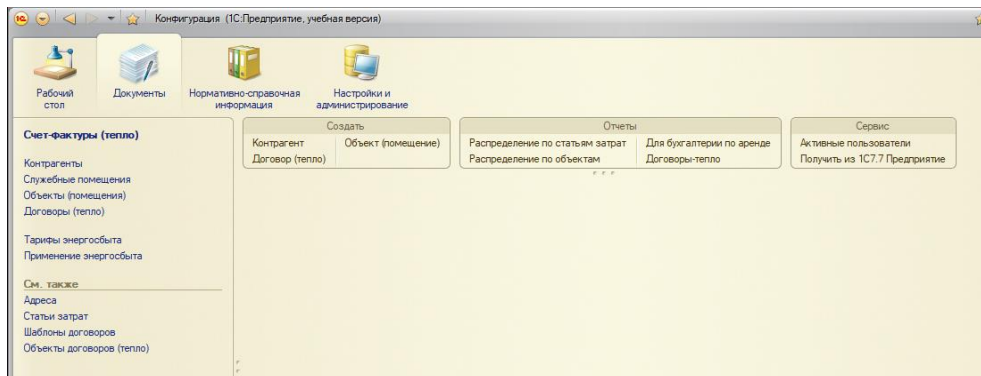 Конфигурация (1С:Предприятие, учебная версия)
Рабочий стол
Документы
Нормативно-справочная информация
Настройки и администрирование
Счет-фактуры (тепло)
Контрагенты
Служебные помещения
Объекты (помещения)
Договоры (тепло)
Тарифы энергосбыта
Применение энергосбыта
См. также
Адреса
Статьи затрат
Шаблоны договоров
Объекты договоров (тепло)
Создать
Контрагент
Объект (помещение)
Договор (тепло)
Отчеты
Распределение по статьям затрат
Для бухгалтерии по аренде
Распределение по объектам
Договоры-тепло
Сервис
Активные пользователи
Получить из 1С7.7 Предприятие